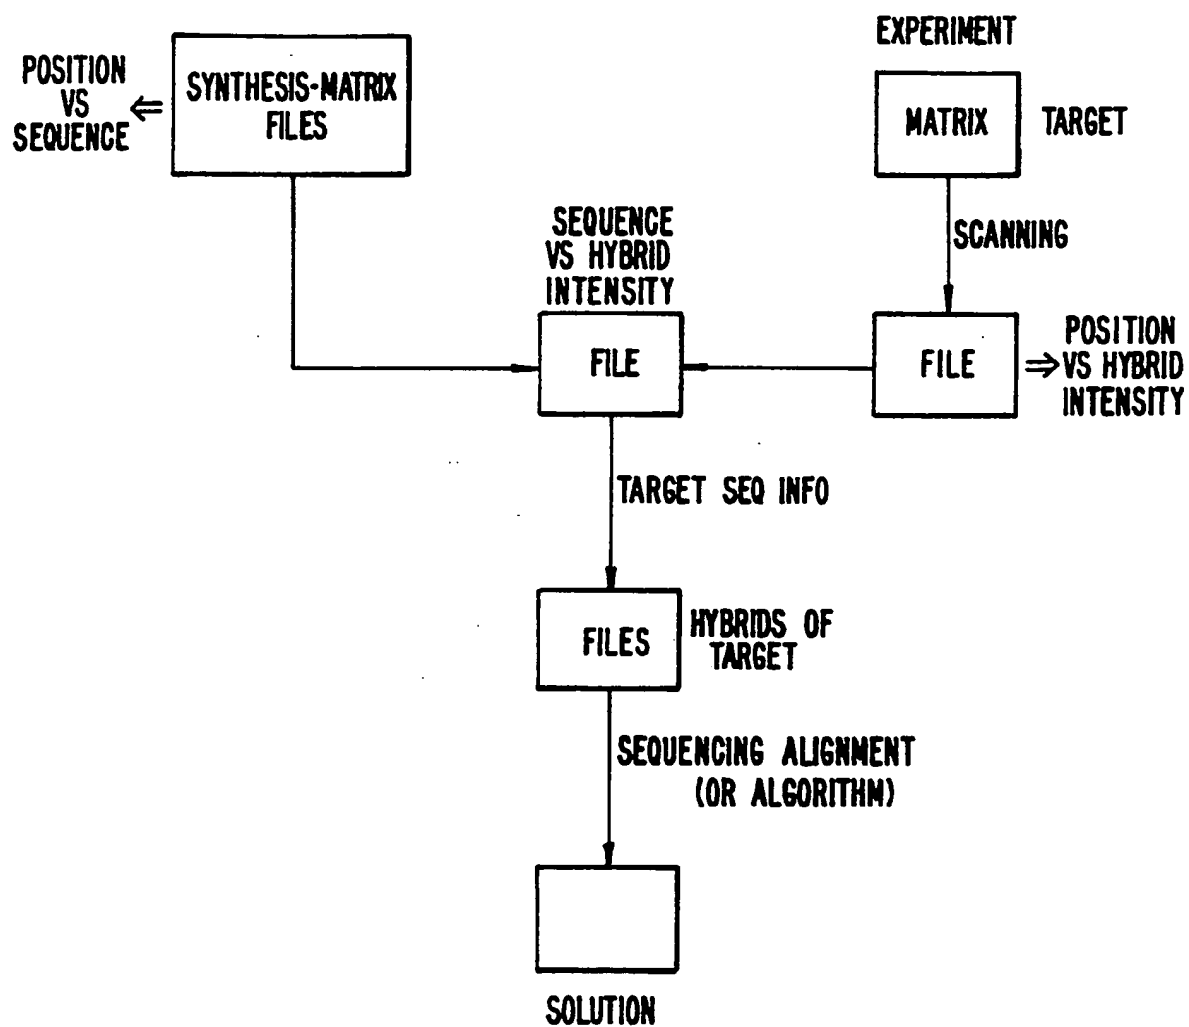 POSITION
VS
SEQUENCE
SYNTHESIS-MATRIX
FILES
EXPERIMENT
MATRIX
TARGET
SCANNING
SEQUENCE
VS HYBRID
INTENSITY
FILE
FILE
POSITION
VS HYBRID
INTENSITY
TARGET SEQ INFO
FILES
HYBRIDS OF
TARGET
SEQUENCING ALIGNMENT
(OR ALGORITHM)
SOLUTION